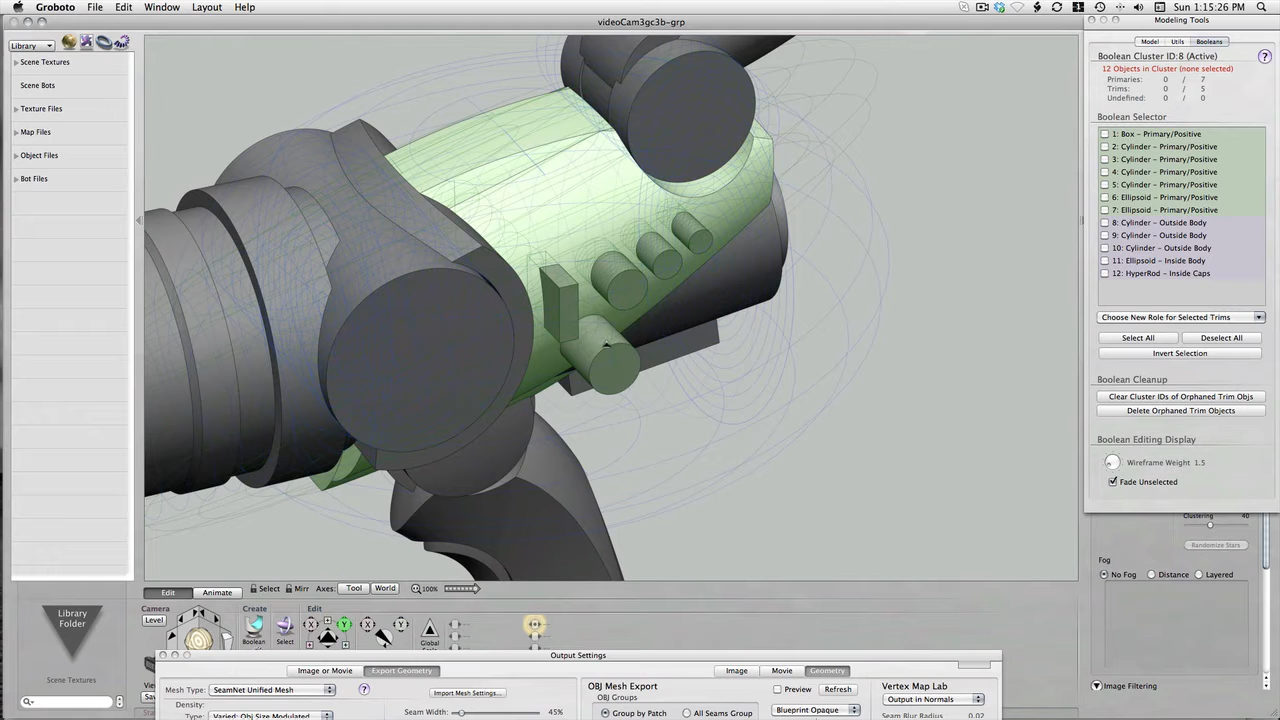 Groboto File Edit Window Layout Help Sun 1:15:26 PM
videoCam3gc3b-grp
Modeling Tools
Library
Scene Textures
Scene Bots
Texture Files
Map Files
Object Files
Bot Files
Model Utils Booleans
Boolean Cluster ID:8 (Active) ?
12 Objects in Cluster (none selected)
Primaries: 0 / 7
Trims: 0 / 5
Undefined: 0 / 0
Boolean Selector
1: Box - Primary/Positive
2: Cylinder - Primary/Positive
3: Cylinder - Primary/Positive
4: Cylinder - Primary/Positive
5: Cylinder - Primary/Positive
6: Ellipsoid - Primary/Positive
7: Ellipsoid - Primary/Positive
8: Cylinder - Outside Body
9: Cylinder - Outside Body
10: Cylinder - Outside Body
11: Ellipsoid - Inside Body
12: HyperRod - Inside Caps
Choose New Role for Selected Trims
Select All Deselect All
Invert Selection
Boolean Cleanup
Clear Cluster IDs of Orphaned Trim Objs
Delete Orphaned Trim Objects
Boolean Editing Display
Wireframe Weight 1.5
Fade Unselected
Clustering 40
Randomize Stars
Fog
No Fog Distance Layered
Image Filtering
Edit Animate Select Mirr Axes: Tool World 100%
Camera Create Edit
Level
X Y X Y
Boolean Select Global
Library
Folder
Scene Textures
Output Settings
Image or Movie Export Geometry Image Movie Geometry
Mesh Type: SeamNet Unified Mesh ? Import Mesh Settings...
Density:
Type: Varied: Obj Size Modulated Seam Width: 45%
OBJ Mesh Export Preview Refresh
OBJ Groups
Group by Patch All Seams Group Blueprint Opaque
Vertex Map Lab
Output in Normals
Seam Blur Radius 0.02